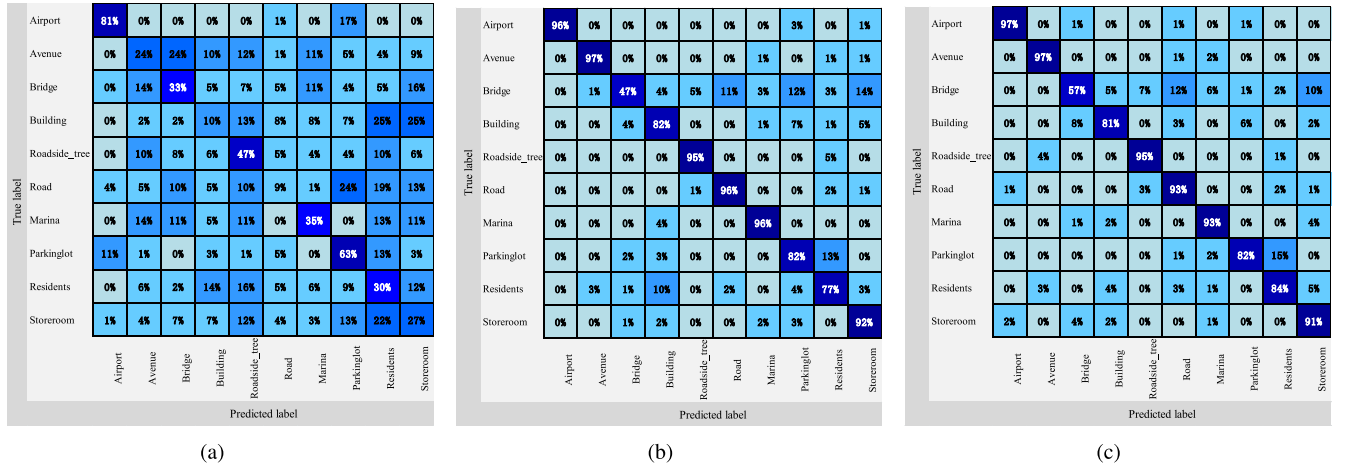 Airport 81% 0% 0% 0% 0% 1% 0% 17% 0% 0%
Avenue 0% 24% 24% 10% 12% 1% 11% 5% 4% 9%
Bridge 0% 14% 33% 5% 7% 5% 11% 4% 5% 16%
Building 0% 2% 2% 10% 13% 8% 8% 7% 25% 25%
Roadside_tree 0% 10% 8% 6% 47% 5% 4% 4% 10% 6%
Road 4% 5% 10% 5% 10% 9% 1% 24% 19% 13%
Marina 0% 14% 11% 5% 11% 0% 35% 0% 13% 11%
Parkinglot 11% 1% 0% 3% 1% 5% 0% 63% 13% 3%
Residents 0% 6% 2% 14% 16% 5% 6% 9% 30% 12%
Storeroom 1% 4% 7% 7% 12% 4% 3% 13% 22% 27%
Airport Avenue Bridge Building Roadside_tree Road Marina Parkinglot Residents Storeroom
True label
Predicted label
(a)
Airport 96% 0% 0% 0% 0% 0% 0% 3% 0% 1%
Avenue 0% 97% 0% 0% 0% 0% 1% 0% 1% 1%
Bridge 0% 1% 47% 4% 5% 11% 3% 12% 3% 14%
Building 0% 0% 4% 82% 0% 0% 1% 7% 1% 5%
Roadside_tree 0% 0% 0% 0% 95% 0% 0% 0% 5% 0%
Road 0% 0% 0% 0% 1% 96% 0% 0% 2% 1%
Marina 0% 0% 0% 4% 0% 0% 96% 0% 0% 0%
Parkinglot 0% 0% 2% 3% 0% 0% 0% 82% 13% 0%
Residents 0% 3% 1% 10% 0% 2% 0% 4% 77% 3%
Storeroom 0% 0% 1% 2% 0% 0% 2% 3% 0% 92%
Airport Avenue Bridge Building Roadside_tree Road Marina Parkinglot Residents Storeroom
True label
Predicted label
(b)
Airport 97% 0% 1% 0% 0% 1% 0% 1% 0% 0%
Avenue 0% 97% 0% 0% 0% 1% 2% 0% 0% 0%
Bridge 0% 0% 57% 5% 7% 12% 6% 1% 2% 10%
Building 0% 0% 8% 81% 0% 3% 0% 6% 0% 2%
Roadside_tree 0% 4% 0% 0% 95% 0% 0% 0% 1% 0%
Road 1% 0% 0% 0% 3% 93% 0% 0% 2% 1%
Marina 0% 0% 1% 2% 0% 0% 93% 0% 0% 4%
Parkinglot 0% 0% 0% 0% 0% 1% 2% 82% 15% 0%
Residents 0% 3% 0% 4% 0% 3% 1% 0% 84% 5%
Storeroom 2% 0% 4% 2% 0% 0% 1% 0% 0% 91%
Airport Avenue Bridge Building Roadside_tree Road Marina Parkinglot Residents Storeroom
True label
Predicted label
(c)